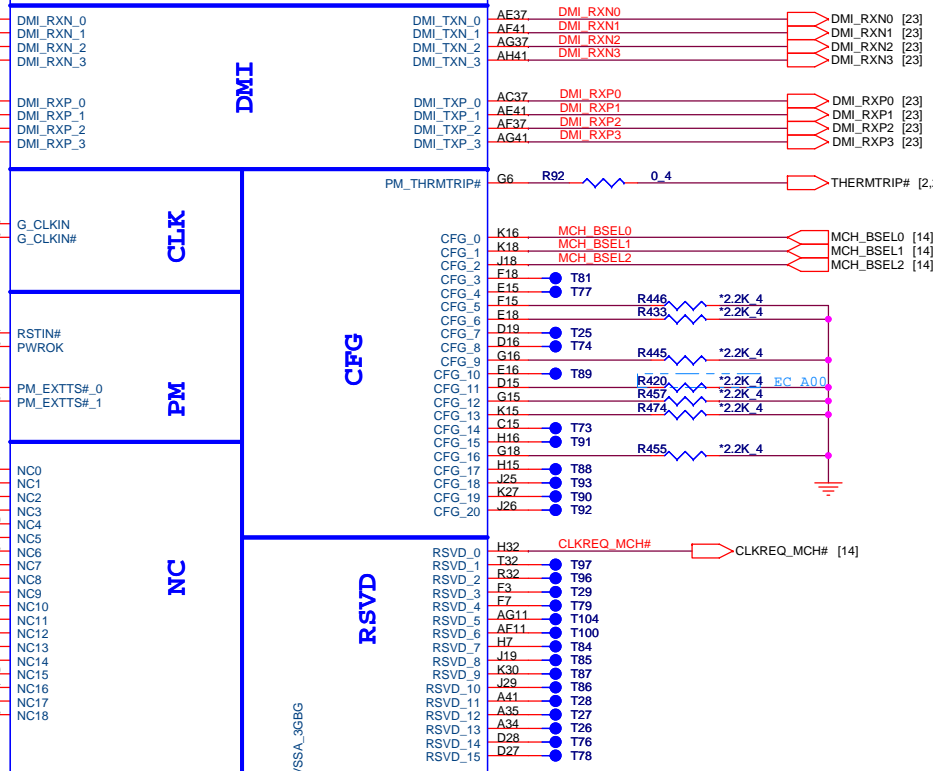 DMI_RXN_0 DMI_TXN_0 AE37 DMI_RXN0 DMI_RXN0 [23]
DMI_RXN_1 DMI_TXN_1 AF41 DMI_RXN1 DMI_RXN1 [23]
DMI_RXN_2 DMI_TXN_2 AG37 DMI_RXN2 DMI_RXN2 [23]
DMI_RXN_3 DMI_TXN_3 AH41 DMI_RXN3 DMI_RXN3 [23]
DMI
DMI_RXP_0 DMI_TXP_0 AC37 DMI_RXP0 DMI_RXP0 [23]
DMI_RXP_1 DMI_TXP_1 AE41 DMI_RXP1 DMI_RXP1 [23]
DMI_RXP_2 DMI_TXP_2 AF37 DMI_RXP2 DMI_RXP2 [23]
DMI_RXP_3 DMI_TXP_3 AG41 DMI_RXP3 DMI_RXP3 [23]
PM_THRMTRIP# G6 R92 0_4 THERMTRIP# [2,
G_CLKIN
G_CLKIN#
CLK
RSTIN#
PWROK
PM_EXTTS#_0
PM_EXTTS#_1
PM
CFG
CFG_0 K16 MCH_BSEL0 MCH_BSEL0 [14]
CFG_1 K18 MCH_BSEL1 MCH_BSEL1 [14]
CFG_2 J18 MCH_BSEL2 MCH_BSEL2 [14]
CFG_3 F18 T81
CFG_4 E15 T77
CFG_5 F15 R446 *2.2K_4
CFG_6 E18 R433 *2.2K_4
CFG_7 D19 T25
CFG_8 D16 T74
CFG_9 G16 R445 *2.2K_4
CFG_10 E16 T89
CFG_11 D15 R420 *2.2K_4 EC A00
CFG_12 G15 R457 *2.2K_4
CFG_13 K15 R474 *2.2K_4
CFG_14 C15 T73
CFG_15 H16 T91
CFG_16 G18 R455 *2.2K_4
CFG_17 H15 T88
CFG_18 J25 T93
CFG_19 K27 T90
CFG_20 J26 T92
NC0
NC1
NC2
NC3
NC4
NC5
NC6
NC7
NC8
NC9
NC10
NC11
NC12
NC13
NC14
NC15
NC16
NC17
NC18
NC
RSVD
RSVD_0 H32 CLKREQ_MCH# CLKREQ_MCH# [14]
RSVD_1 T32 T97
RSVD_2 R32 T96
RSVD_3 F3 T29
RSVD_4 F7 T79
RSVD_5 AG11 T104
RSVD_6 AF11 T100
RSVD_7 H7 T84
RSVD_8 J19 T85
RSVD_9 K30 T87
RSVD_10 J29 T86
RSVD_11 A41 T28
RSVD_12 A35 T27
RSVD_13 A34 T26
RSVD_14 D28 T76
RSVD_15 D27 T78
VSSA_3GBG